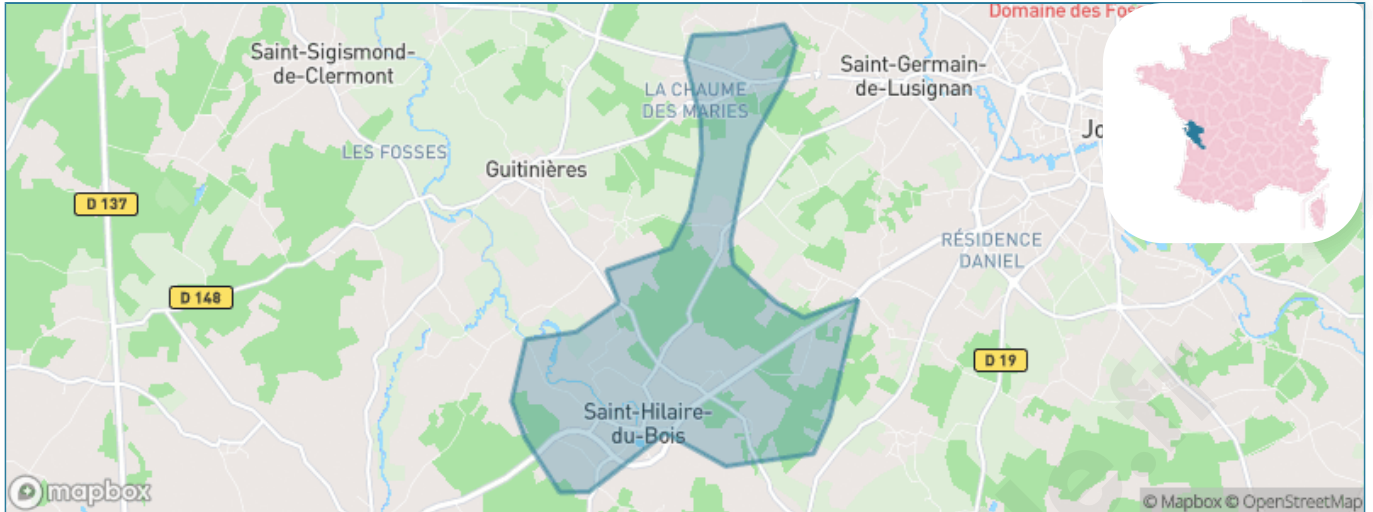 Domaine des Fos
Saint-Sigismond-
de-Clermont
Saint-Germain-
de-Lusignan
LA CHAUME
DES MARIES
Jo
LES FOSSES
Guitinières
D 137
RÉSIDENCE
DANIEL
D 148
D 19
Saint-Hilaire-
du-Bois
mapbox
© Mapbox © OpenStreetMap